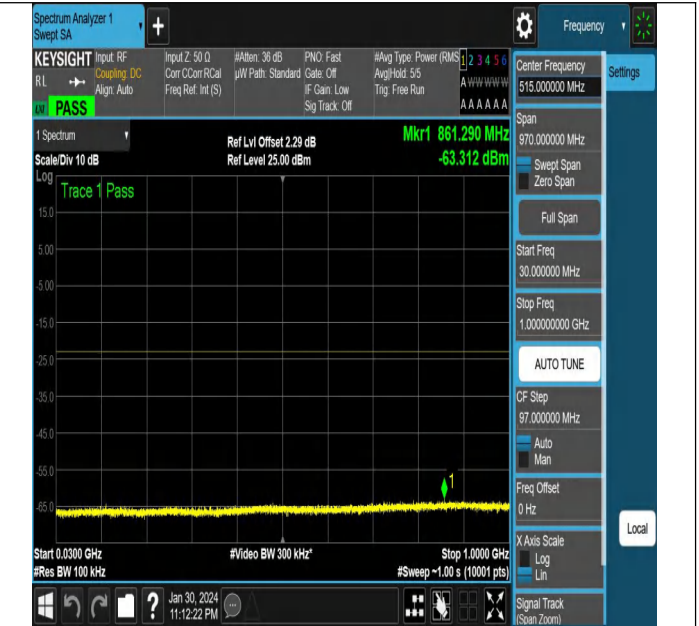 Spectrum Analyzer 1
Swept SA
Frequency
KEYSIGHT
RL
LXI PASS
Input: RF
Coupling: DC
Align: Auto
Input Z: 50 Ω
Corr CCorr RCal
Freq Ref: Int (S)
#Atten: 36 dB
µW Path: Standard
PNO: Fast
Gate: Off
IF Gain: Low
Sig Track: Off
#Avg Type: Power (RMS
Avg|Hold: 5/5
Trig: Free Run
1 2 3 4 5 6
A W W W W W
A A A A A A
1 Spectrum
Scale/Div 10 dB
Ref Lvl Offset 2.29 dB
Ref Level 25.00 dBm
Mkr1 861.290 MHz
-63.312 dBm
Log
Trace 1 Pass
15.0
5.00
-5.00
-15.0
-25.0
-35.0
-45.0
-55.0
-65.0
1
Start 0.0300 GHz
#Res BW 100 kHz
#Video BW 300 kHz*
Stop 1.0000 GHz
#Sweep ~1.00 s (10001 pts)
?
Jan 30, 2024
11:12:22 PM
Center Frequency
515.000000 MHz
Settings
Span
970.000000 MHz
Swept Span
Zero Span
Full Span
Start Freq
30.000000 MHz
Stop Freq
1.000000000 GHz
AUTO TUNE
CF Step
97.000000 MHz
Auto
Man
Freq Offset
0 Hz
Local
X Axis Scale
Log
Lin
Signal Track
(Span Zoom)